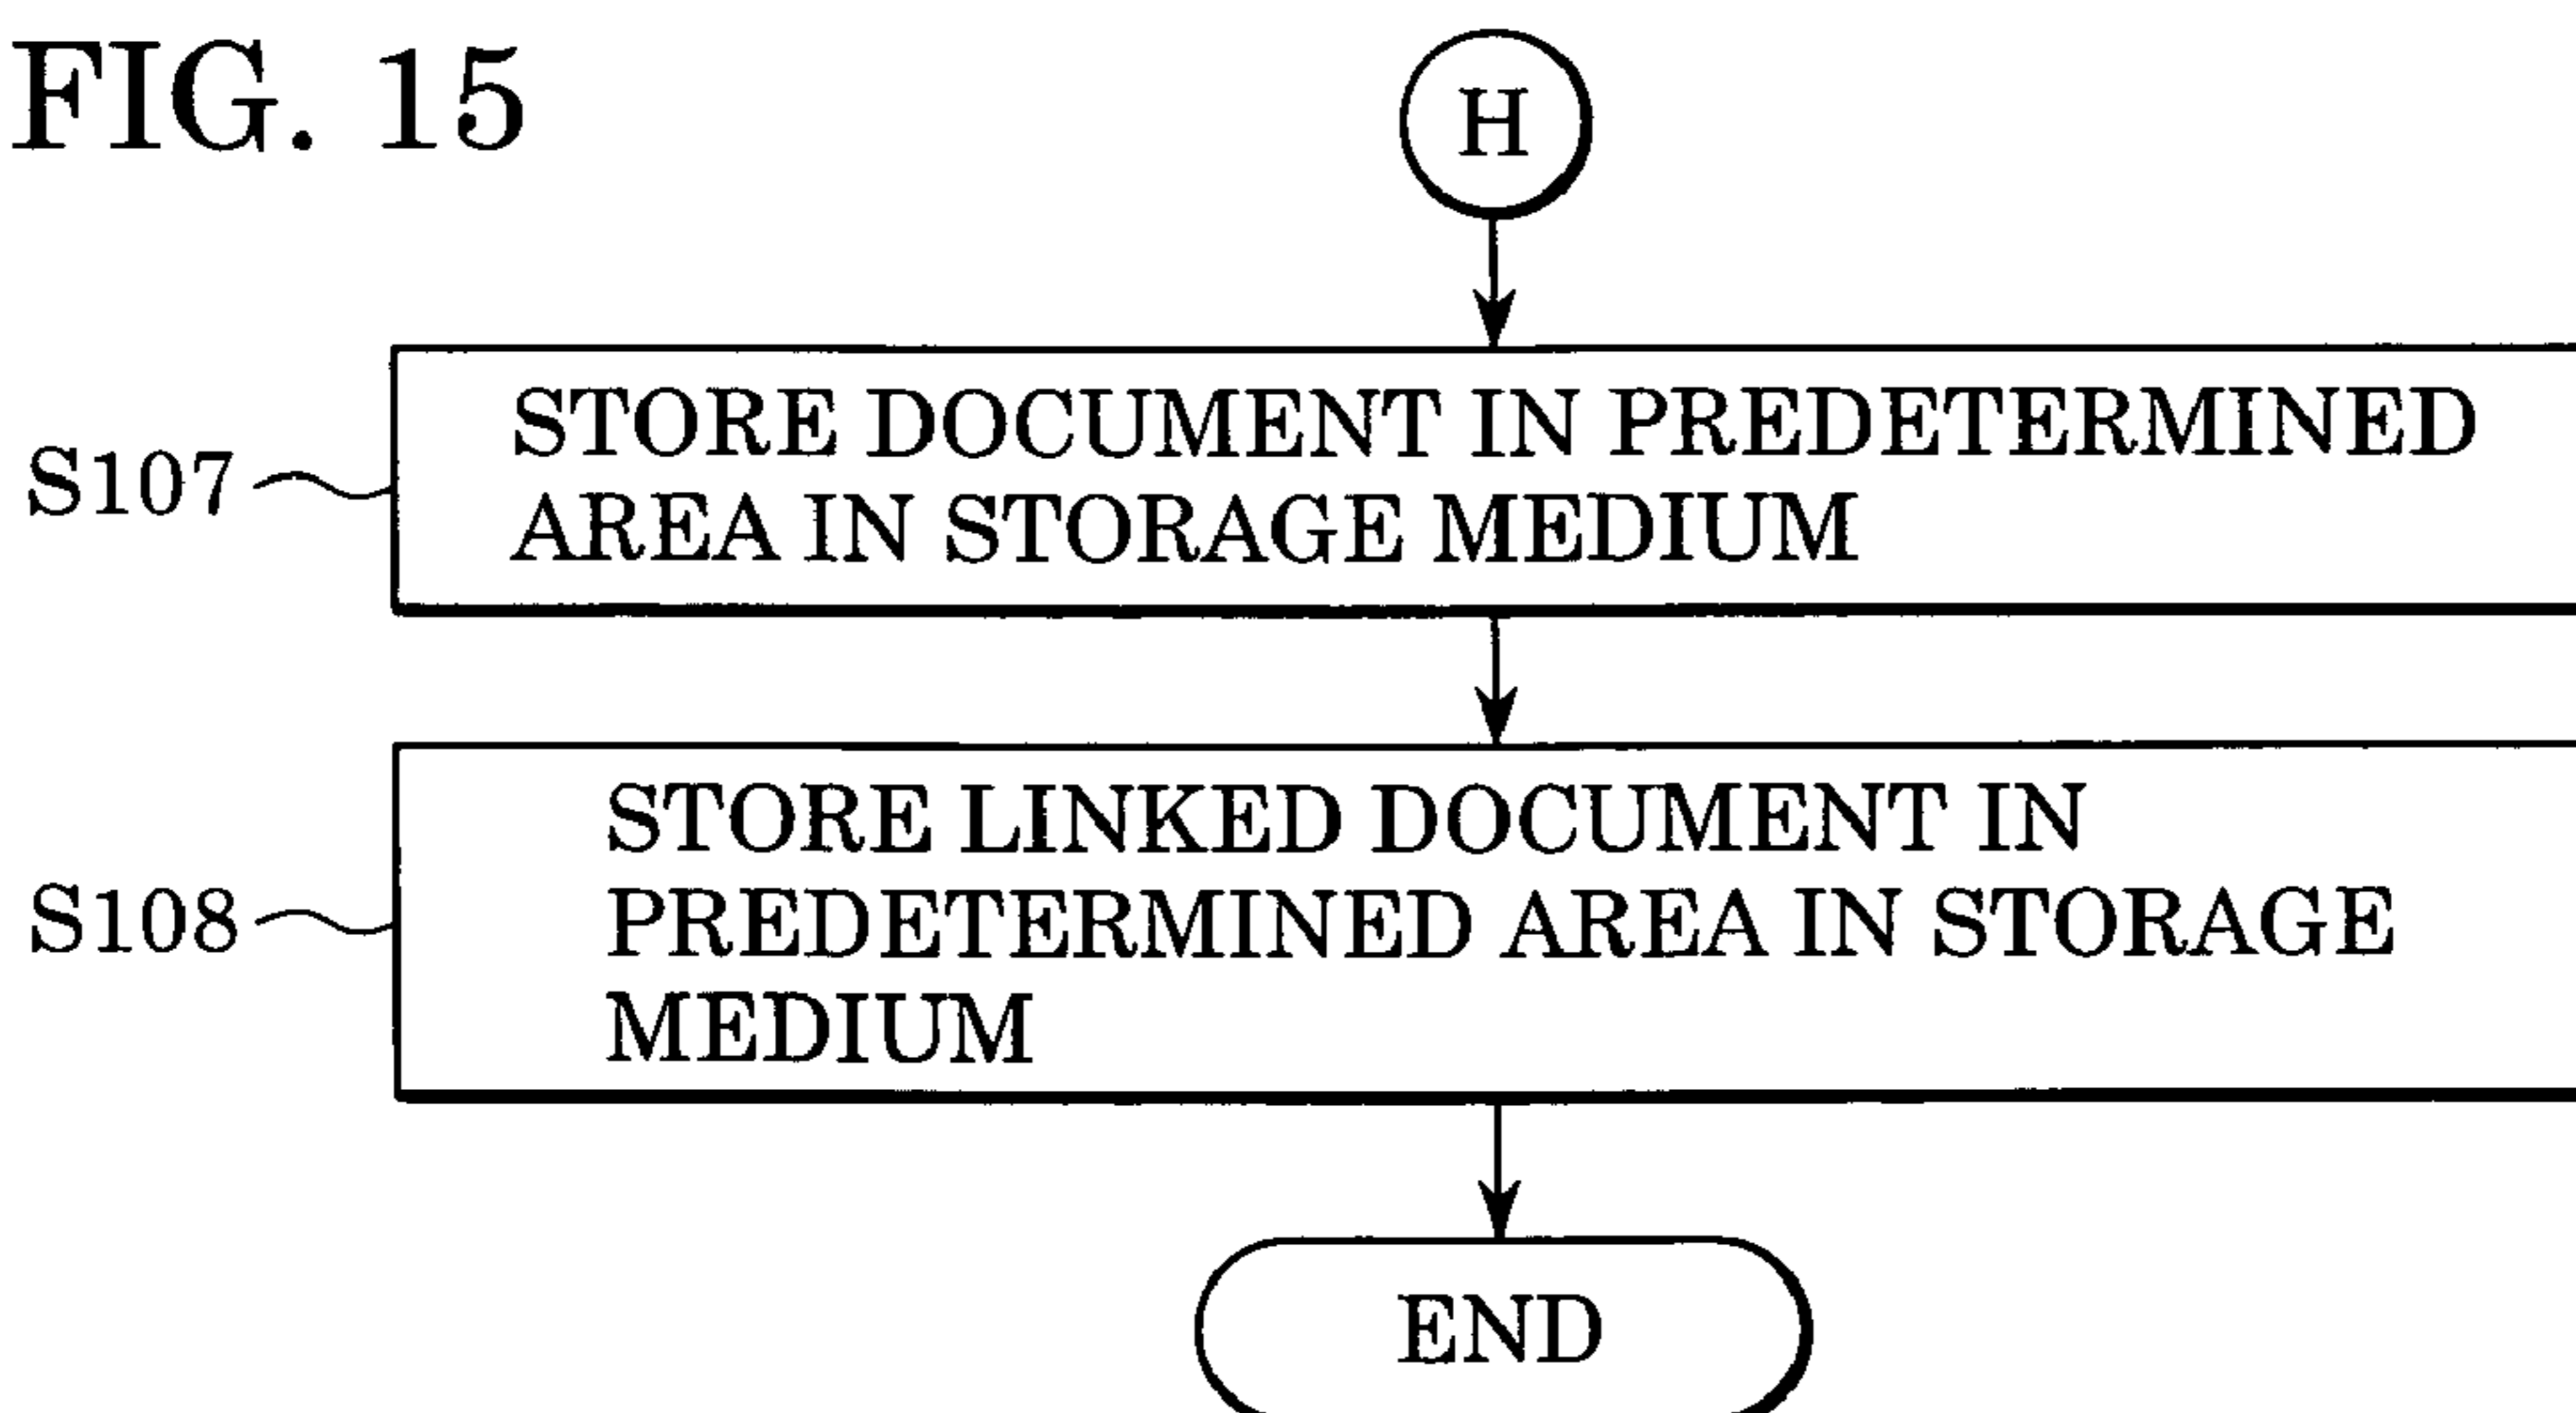 FIG. 15
H
S107
STORE DOCUMENT IN PREDETERMINED
AREA IN STORAGE MEDIUM
S108
STORE LINKED DOCUMENT IN
PREDETERMINED AREA IN STORAGE
MEDIUM
END